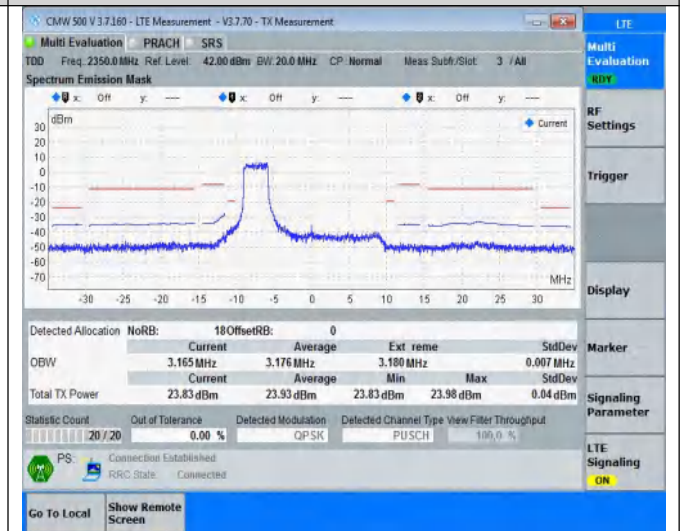 CMW 500 V 3.7.160 - LTE Measurement - V3.7.70 - TX Measurement
LTE
Multi Evaluation PRACH SRS
Multi Evaluation
RDY
TDD Freq. 2350.0 MHz Ref. Level: 42.00 dBm BW: 20.0 MHz CP: Normal Meas Subfr./Slot: 3 / All
Spectrum Emission Mask
x: Off y: --- x: Off y: --- x: Off y: ---
RF Settings
dBm
Current
30
20
10
0
-10
-20
-30
-40
-50
-60
-70
MHz
-30 -25 -20 -15 -10 -5 0 5 10 15 20 25 30
Trigger
Display
Detected Allocation NoRB: 18 OffsetRB: 0
Current Average Ext reme StdDev
OBW 3.165 MHz 3.176 MHz 3.180 MHz 0.007 MHz
Current Average Min Max StdDev
Total TX Power 23.83 dBm 23.93 dBm 23.83 dBm 23.98 dBm 0.04 dBm
Marker
Signaling Parameter
Statistic Count Out of Tolerance Detected Modulation Detected Channel Type View Filter Throughput
20 / 20 0.00 % QPSK PUSCH 100.0 %
PS: Connection Established
RRC State: Connected
LTE Signaling
ON
Go To Local
Show Remote Screen